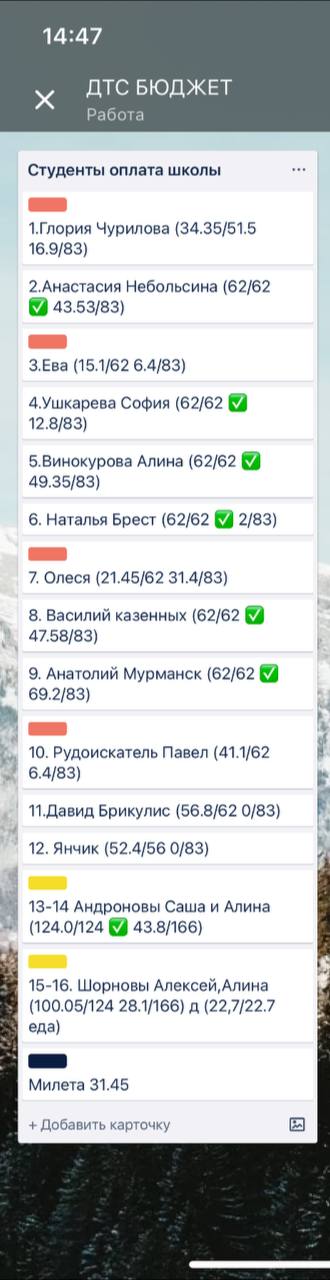 14:47
ДТС БЮДЖЕТ
Работа
Студенты оплата школы
1.Глория Чурилова (34.35/51.5
16.9/83)
2.Анастасия Небольсина (62/62
✅ 43.53/83)
3.Ева (15.1/62 6.4/83)
4.Ушкарева София (62/62 ✅
12.8/83)
5.Винокурова Алина (62/62 ✅
49.35/83)
6. Наталья Брест (62/62 ✅ 2/83)
7. Олеся (21.45/62 31.4/83)
8. Василий казенных (62/62 ✅
47.58/83)
9. Анатолий Мурманск (62/62 ✅
69.2/83)
10. Рудоискатель Павел (41.1/62
6.4/83)
11.Давид Брикулис (56.8/62 0/83)
12. Янчик (52.4/56 0/83)
13-14 Андроновы Саша и Алина
(124.0/124 ✅ 43.8/166)
15-16. Шорновы Алексей,Алина
(100.05/124 28.1/166) д (22,7/22.7
еда)
Милета 31.45
+ Добавить карточку